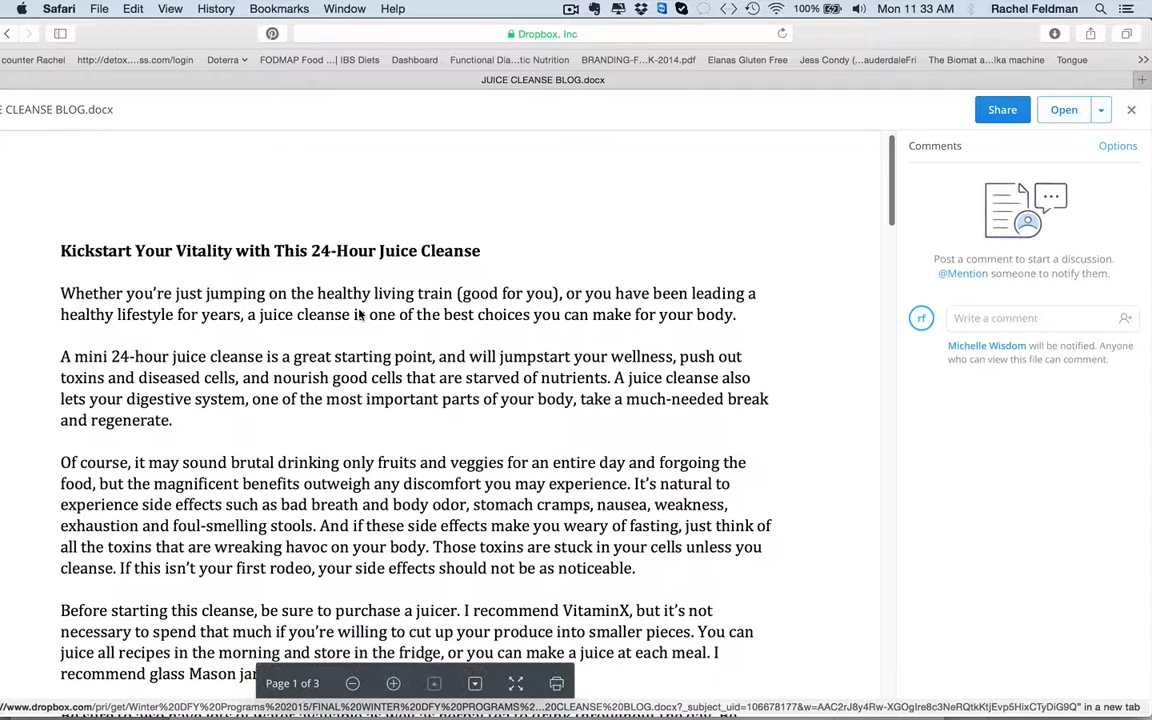 Safari File Edit View History Bookmarks Window Help 100% Mon 11 33 AM Rachel Feldman
Dropbox, Inc
counter Rachel http://detox....ss.com/login Doterra FODMAP Food ...| IBS Diets Dashboard Functional Dia...tic Nutrition BRANDING-F...K-2014.pdf Elanas Gluten Free Jess Condy (...auderdaleFri The Biomat a...lka machine Tongue
JUICE CLEANSE BLOG.docx
E CLEANSE BLOG.docx Share Open
Comments Options
Post a comment to start a discussion.
@Mention someone to notify them.
rf Write a comment
Michelle Wisdom will be notified. Anyone
who can view this file can comment.
Kickstart Your Vitality with This 24-Hour Juice Cleanse
Whether you're just jumping on the healthy living train (good for you), or you have been leading a
healthy lifestyle for years, a juice cleanse is one of the best choices you can make for your body.
A mini 24-hour juice cleanse is a great starting point, and will jumpstart your wellness, push out
toxins and diseased cells, and nourish good cells that are starved of nutrients. A juice cleanse also
lets your digestive system, one of the most important parts of your body, take a much-needed break
and regenerate.
Of course, it may sound brutal drinking only fruits and veggies for an entire day and forgoing the
food, but the magnificent benefits outweigh any discomfort you may experience. It's natural to
experience side effects such as bad breath and body odor, stomach cramps, nausea, weakness,
exhaustion and foul-smelling stools. And if these side effects make you weary of fasting, just think of
all the toxins that are wreaking havoc on your body. Those toxins are stuck in your cells unless you
cleanse. If this isn't your first rodeo, your side effects should not be as noticeable.
Before starting this cleanse, be sure to purchase a juicer. I recommend VitaminX, but it's not
necessary to spend that much if you're willing to cut up your produce into smaller pieces. You can
juice all recipes in the morning and store in the fridge, or you can make a juice at each meal. I
recommend glass Mason ja
Page 1 of 3